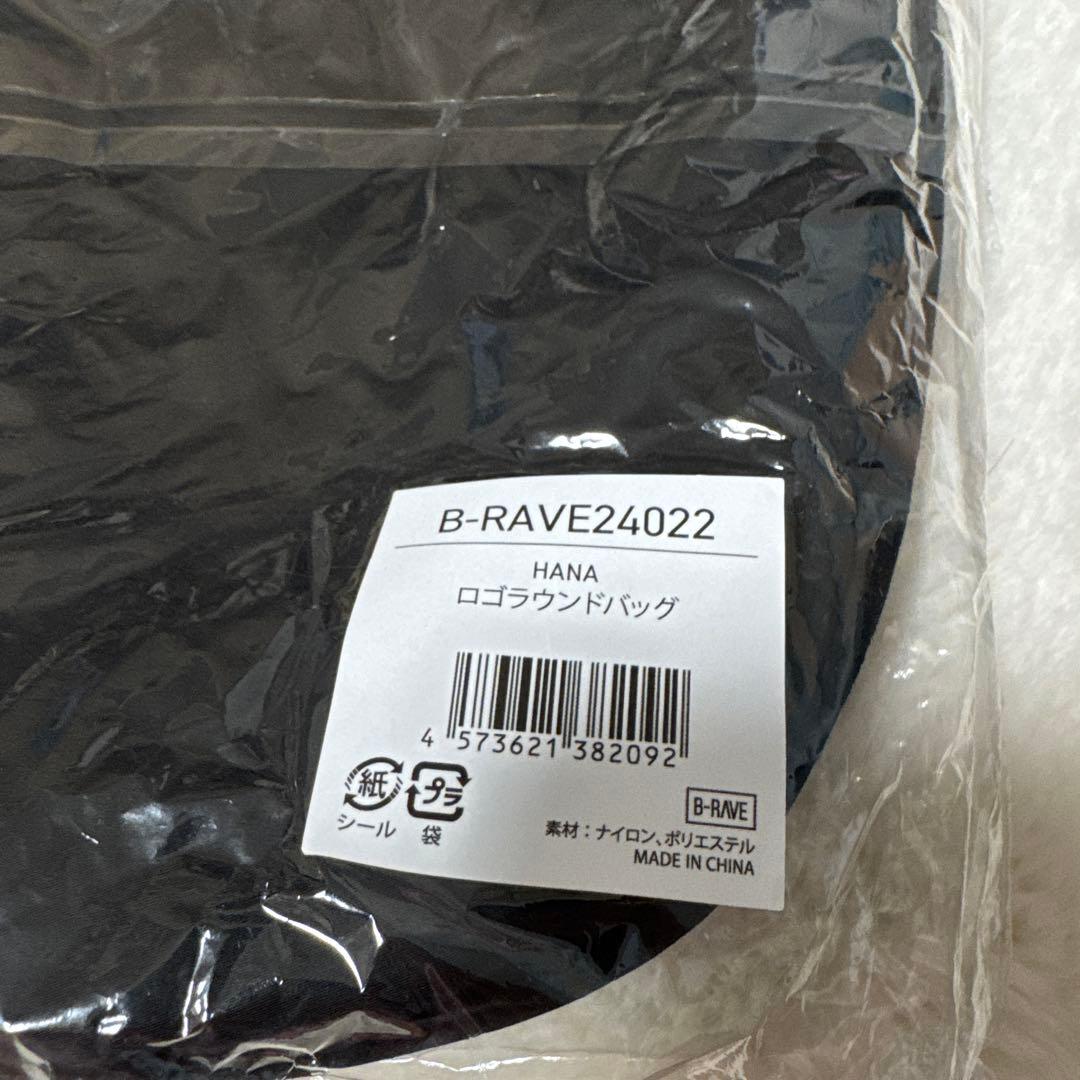 B-RAVE24022
HANA
ロゴラウンドバッグ
4 573621 382092
紙 プラ
シール 袋
B-RAVE
素材：ナイロン、ポリエステル
MADE IN CHINA